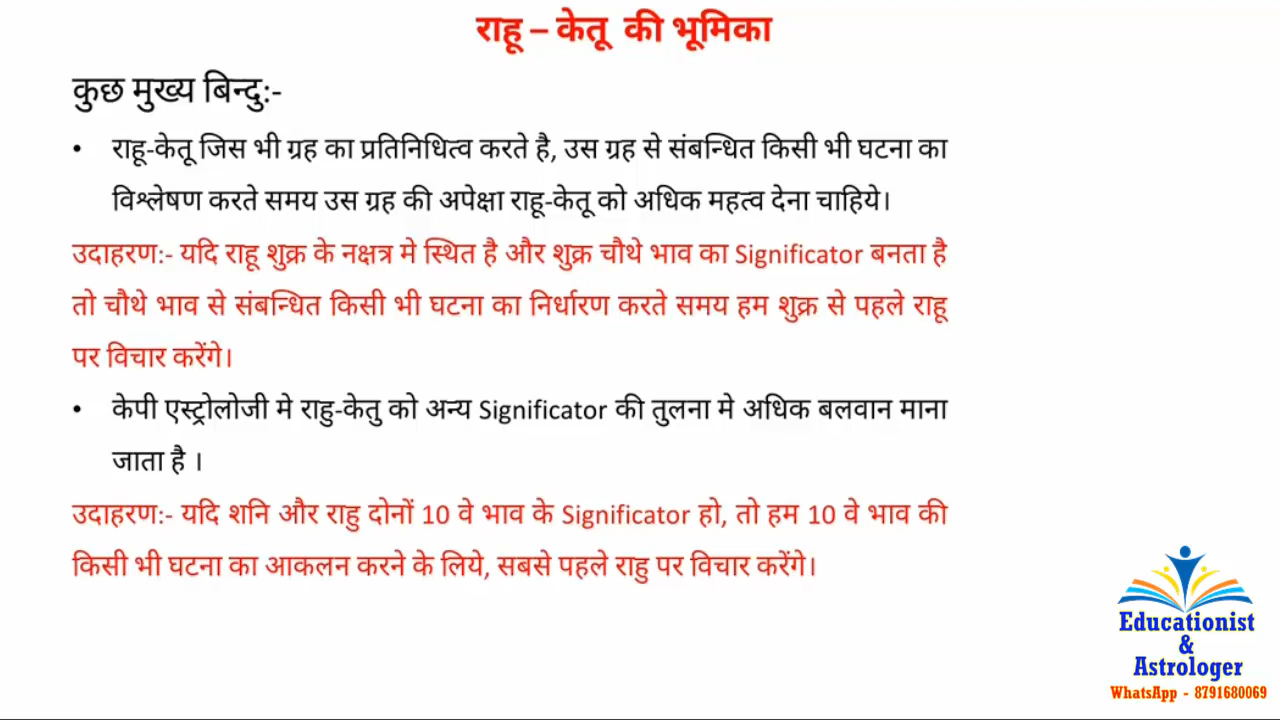 राहू – केतू की भूमिका
कुछ मुख्य बिन्दु:-
• राहू-केतू जिस भी ग्रह का प्रतिनिधित्व करते है, उस ग्रह से संबन्धित किसी भी घटना का
विश्लेषण करते समय उस ग्रह की अपेक्षा राहू-केतू को अधिक महत्व देना चाहिये।
उदाहरण:- यदि राहू शुक्र के नक्षत्र मे स्थित है और शुक्र चौथे भाव का Significator बनता है
तो चौथे भाव से संबन्धित किसी भी घटना का निर्धारण करते समय हम शुक्र से पहले राहू
पर विचार करेंगे।
• केपी एस्ट्रोलोजी मे राहु-केतु को अन्य Significator की तुलना मे अधिक बलवान माना
जाता है ।
उदाहरण:- यदि शनि और राहु दोनों 10 वे भाव के Significator हो, तो हम 10 वे भाव की
किसी भी घटना का आकलन करने के लिये, सबसे पहले राहु पर विचार करेंगे।
Educationist
&
Astrologer
WhatsApp - 8791680069